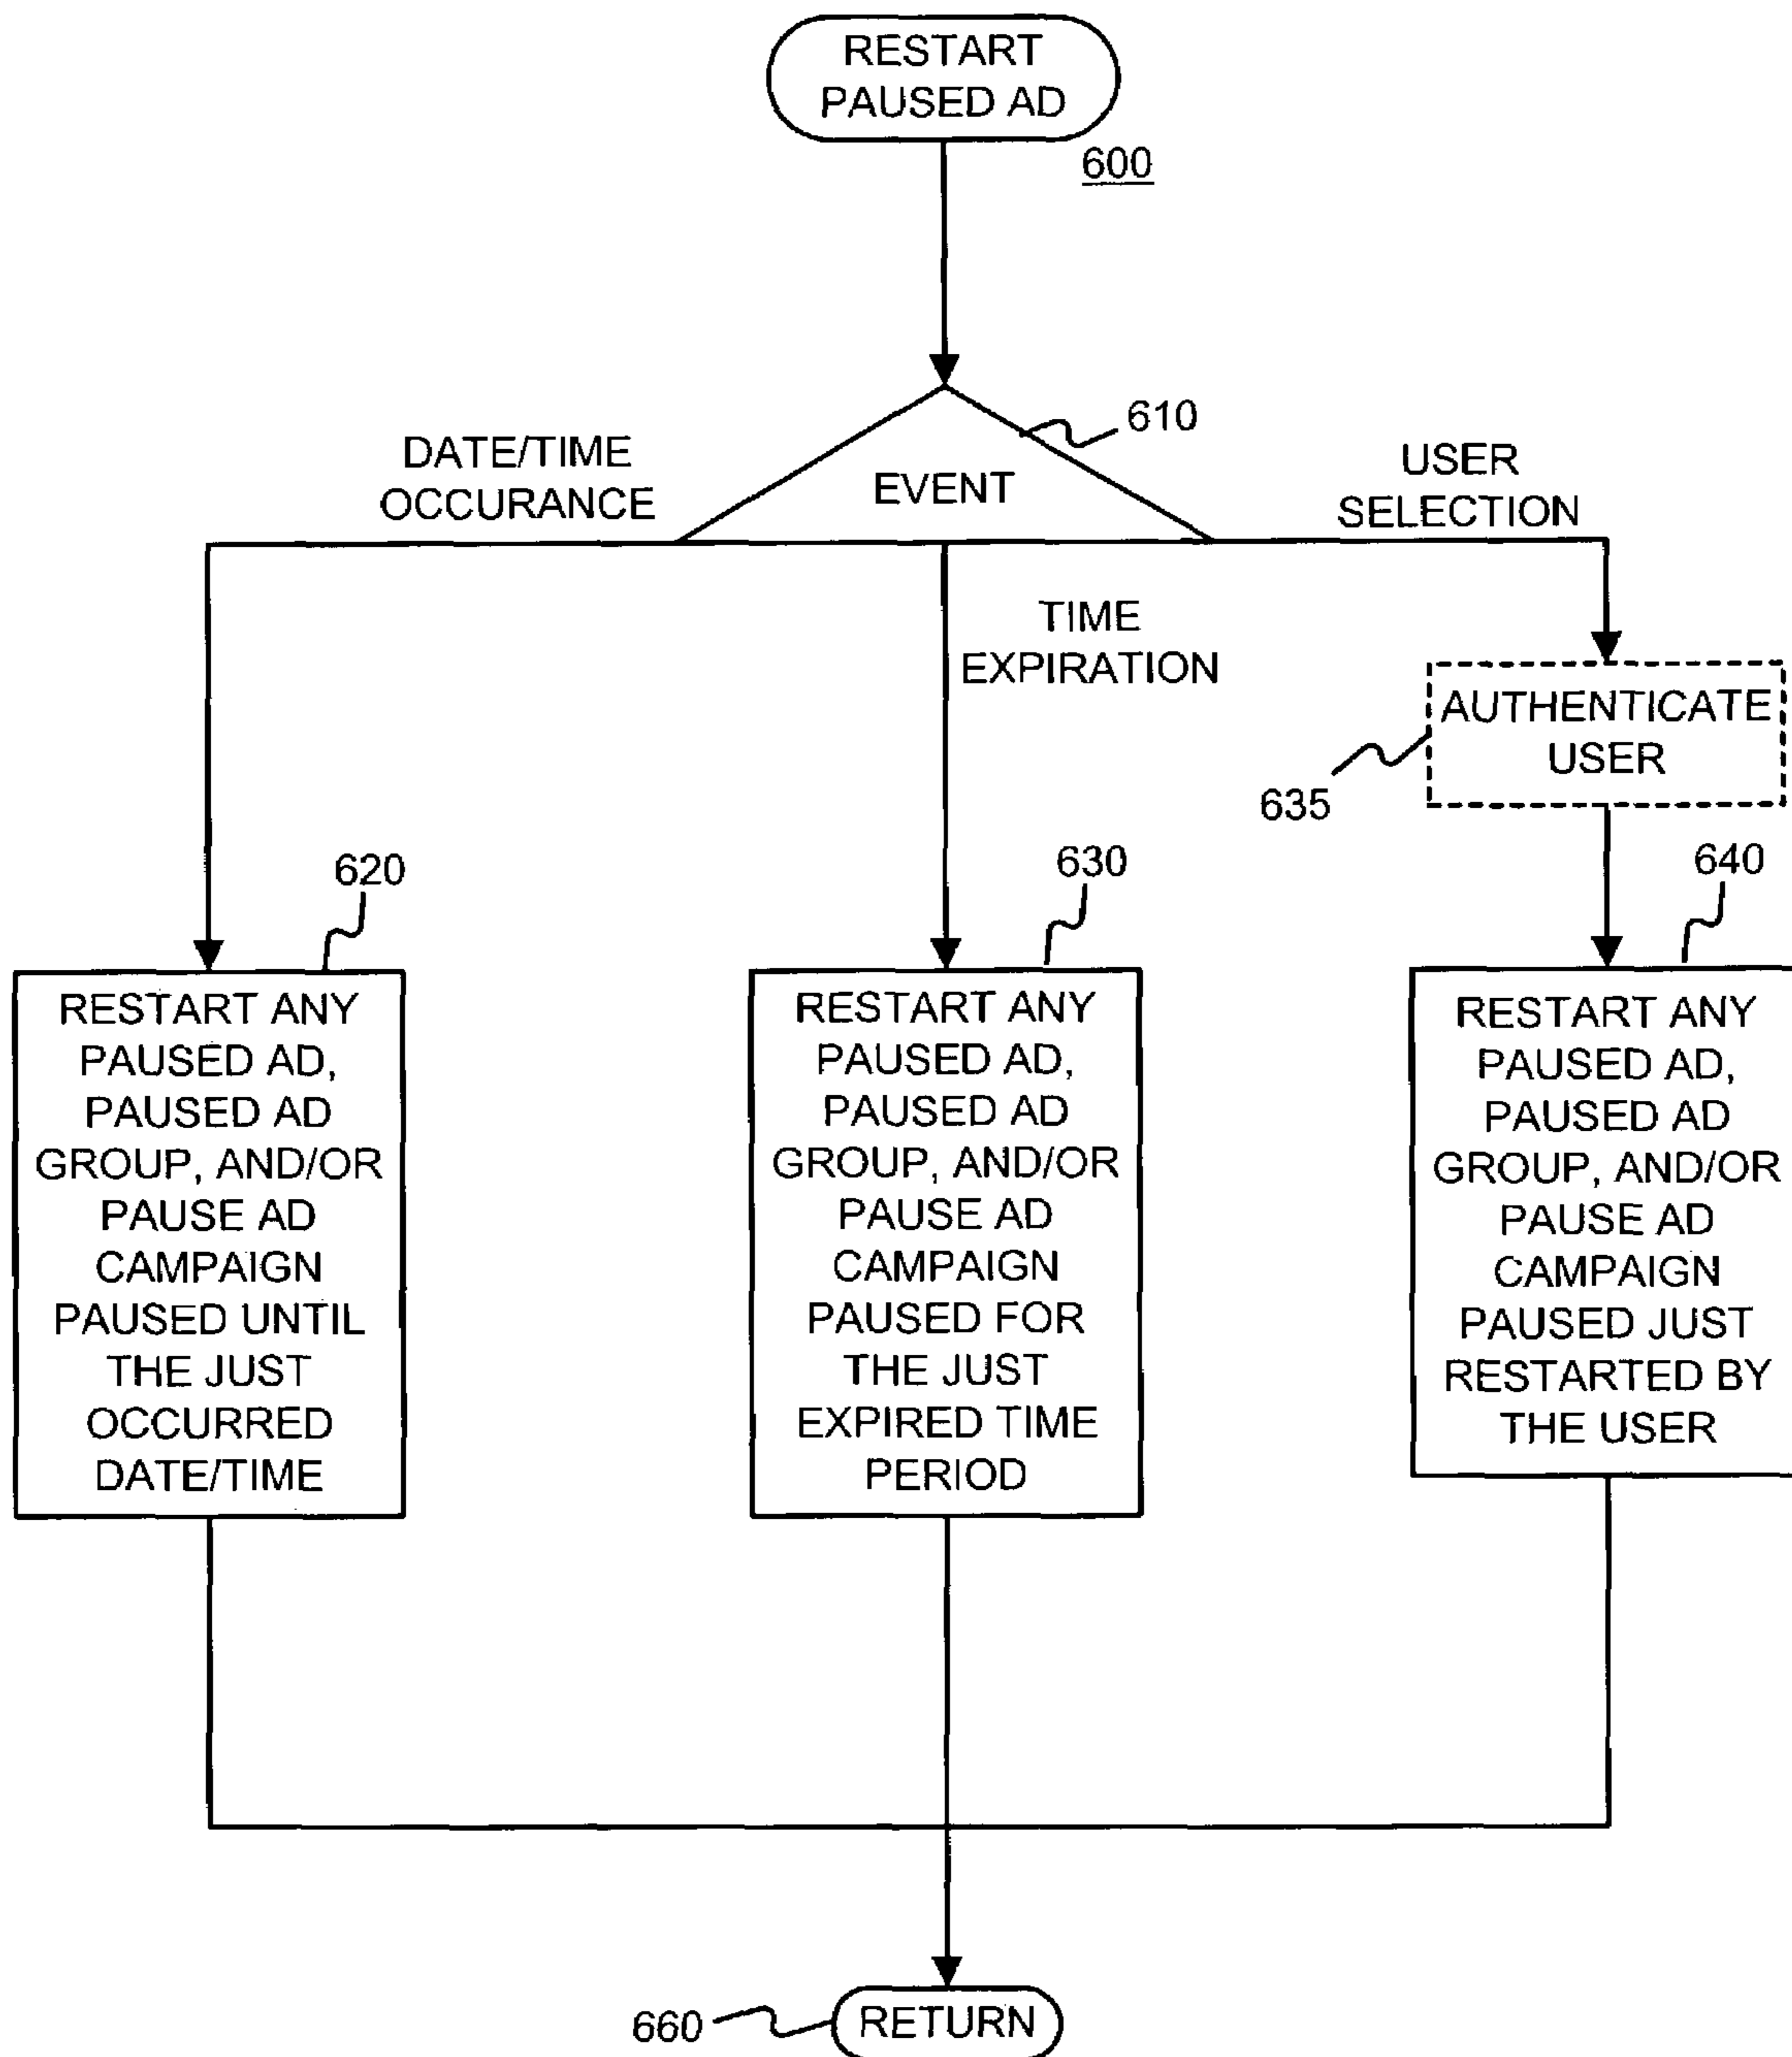 RESTART
PAUSED AD
600
610
EVENT
DATE/TIME
OCCURANCE
TIME
EXPIRATION
USER
SELECTION
AUTHENTICATE
USER
635
620
RESTART ANY
PAUSED AD,
PAUSED AD
GROUP, AND/OR
PAUSE AD
CAMPAIGN
PAUSED UNTIL
THE JUST
OCCURRED
DATE/TIME
630
RESTART ANY
PAUSED AD,
PAUSED AD
GROUP, AND/OR
PAUSE AD
CAMPAIGN
PAUSED FOR
THE JUST
EXPIRED TIME
PERIOD
640
RESTART ANY
PAUSED AD,
PAUSED AD
GROUP, AND/OR
PAUSE AD
CAMPAIGN
PAUSED JUST
RESTARTED BY
THE USER
660
RETURN